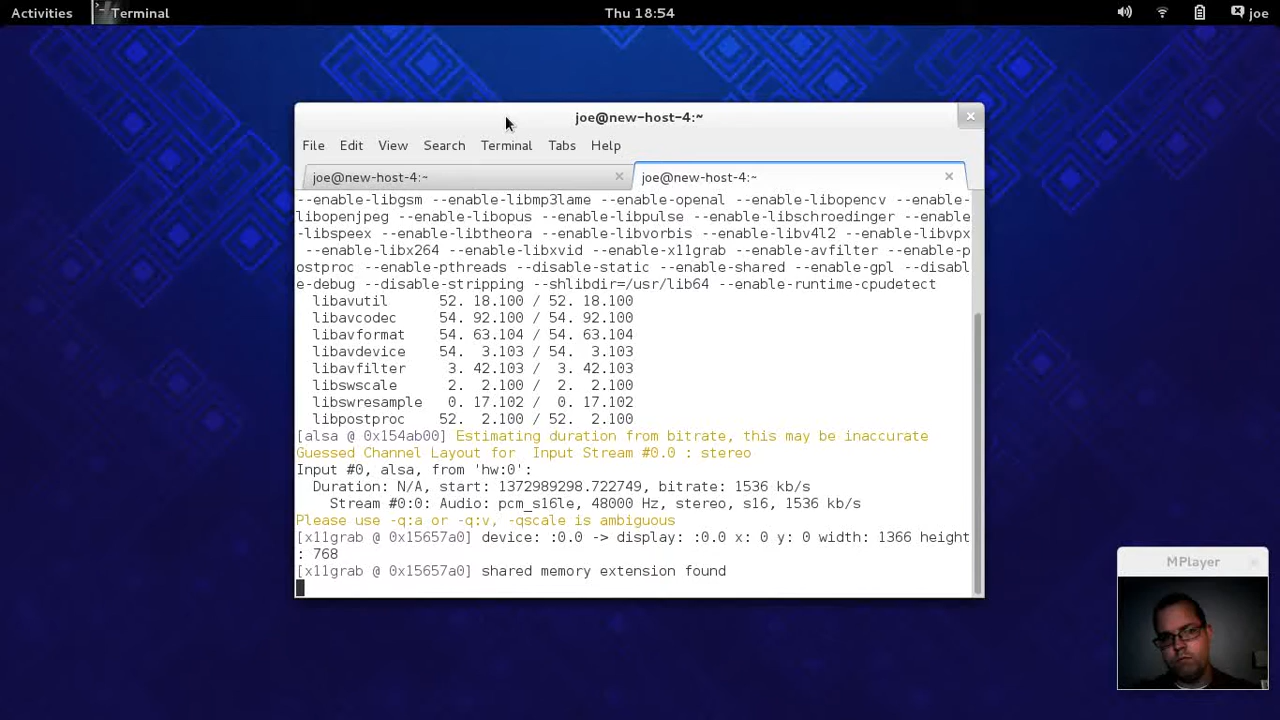 Activities
Terminal
Thu 18:54
joe
joe@new-host-4:~
File Edit View Search Terminal Tabs Help
joe@new-host-4:~
joe@new-host-4:~
--enable-libgsm --enable-libmp3lame --enable-openal --enable-libopencv --enable-
libopenjpeg --enable-libopus --enable-libpulse --enable-libschroedinger --enable
-libspeex --enable-libtheora --enable-libvorbis --enable-libv4l2 --enable-libvpx
--enable-libx264 --enable-libxvid --enable-x11grab --enable-avfilter --enable-p
ostproc --enable-pthreads --disable-static --enable-shared --enable-gpl --disabl
e-debug --disable-stripping --shlibdir=/usr/lib64 --enable-runtime-cpudetect
libavutil 52. 18.100 / 52. 18.100
libavcodec 54. 92.100 / 54. 92.100
libavformat 54. 63.104 / 54. 63.104
libavdevice 54. 3.103 / 54. 3.103
libavfilter 3. 42.103 / 3. 42.103
libswscale 2. 2.100 / 2. 2.100
libswresample 0. 17.102 / 0. 17.102
libpostproc 52. 2.100 / 52. 2.100
[alsa @ 0x154ab00] Estimating duration from bitrate, this may be inaccurate
Guessed Channel Layout for Input Stream #0.0 : stereo
Input #0, alsa, from 'hw:0':
Duration: N/A, start: 1372989298.722749, bitrate: 1536 kb/s
Stream #0:0: Audio: pcm_s16le, 48000 Hz, stereo, s16, 1536 kb/s
Please use -q:a or -q:v, -qscale is ambiguous
[x11grab @ 0x15657a0] device: :0.0 -> display: :0.0 x: 0 y: 0 width: 1366 height
: 768
[x11grab @ 0x15657a0] shared memory extension found
MPlayer